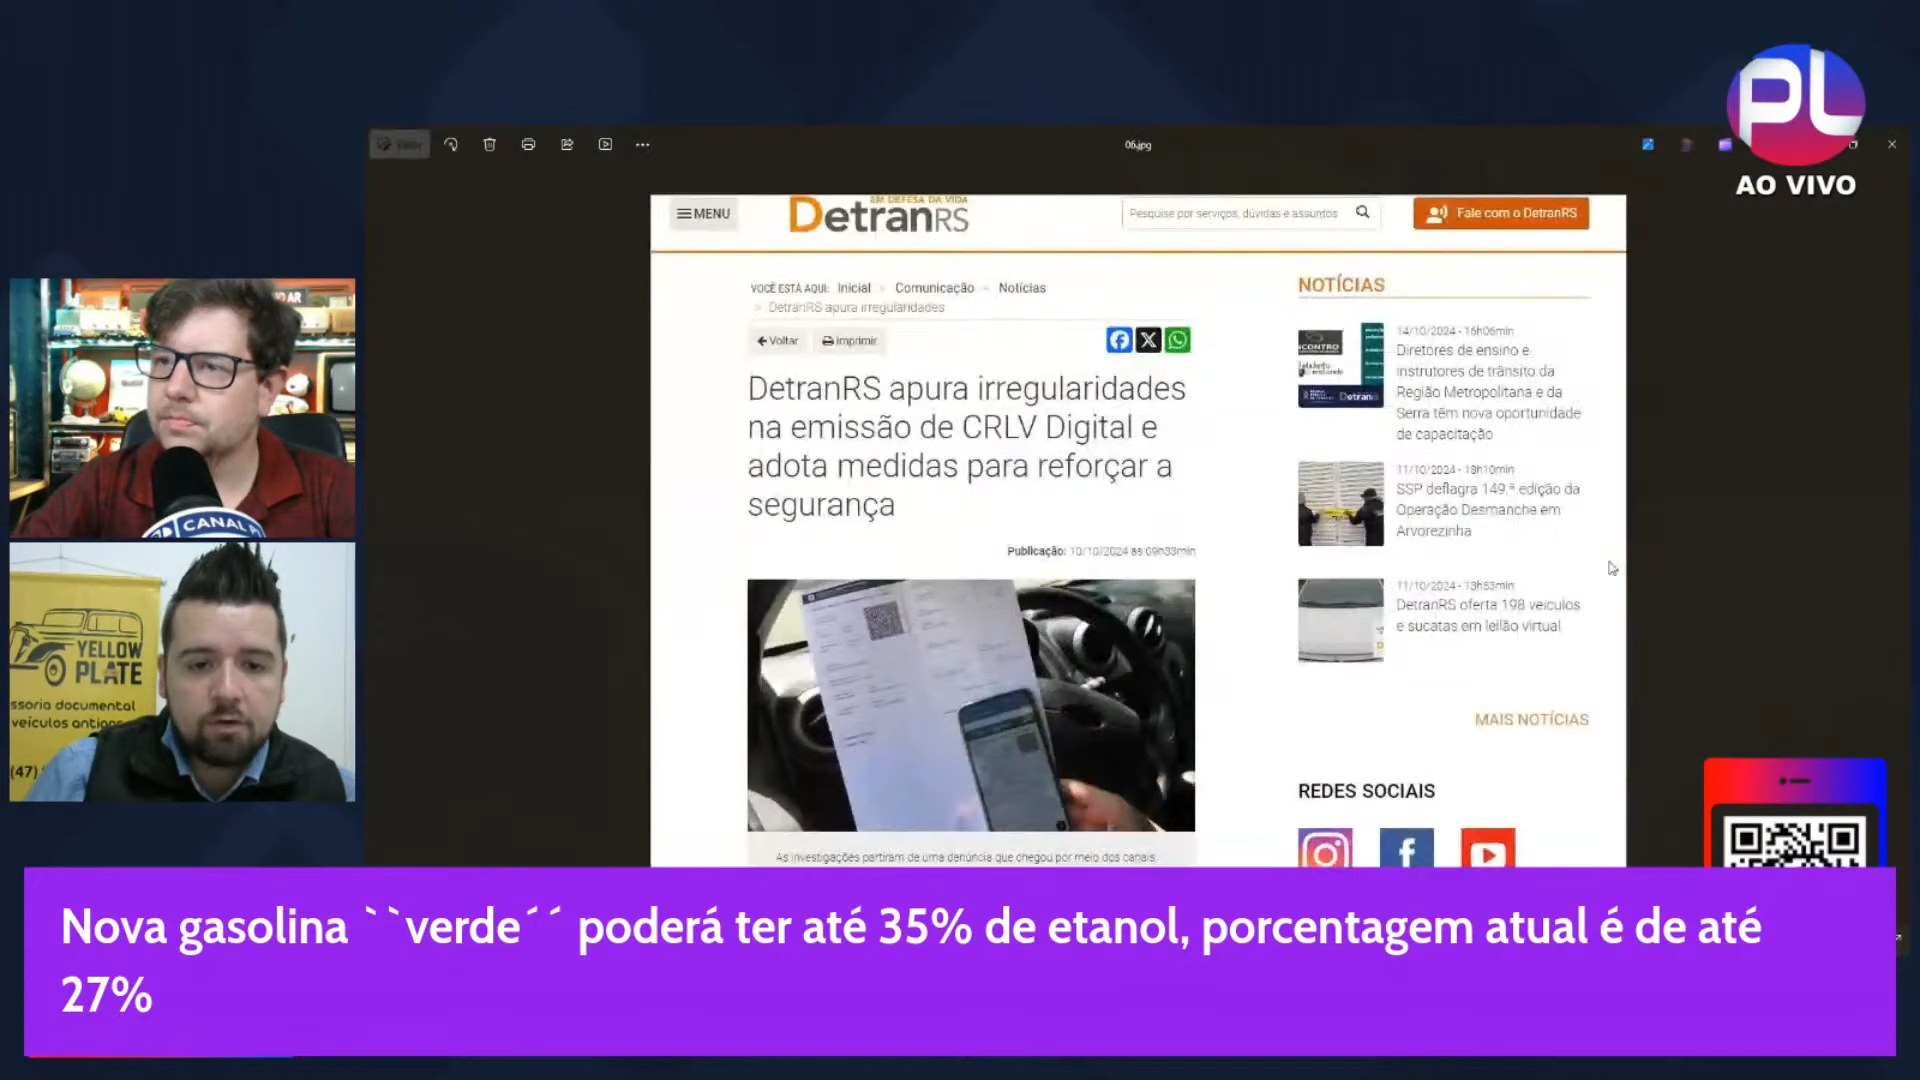 PL
AO VIVO
06.jpg
MENU
EM DEFESA DA VIDA
DetranRS
Pesquise por serviços, dúvidas e assuntos
Fale com o DetranRS
VOCÊ ESTÁ AQUI: Inicial > Comunicação > Notícias
> DetranRS apura irregularidades
Voltar
Imprimir
DetranRS apura irregularidades
na emissão de CRLV Digital e
adota medidas para reforçar a
segurança
Publicação: 10/10/2024 às 09h33min
As investigações partiram de uma denúncia que chegou por meio dos canais
NOTÍCIAS
14/10/2024 - 16h06min
Diretores de ensino e
instrutores de trânsito da
Região Metropolitana e da
Serra têm nova oportunidade
de capacitação
11/10/2024 - 18h10min
SSP deflagra 149.ª edição da
Operação Desmanche em
Arvorezinha
11/10/2024 - 13h53min
DetranRS oferta 198 veículos
e sucatas em leilão virtual
MAIS NOTÍCIAS
REDES SOCIAIS
AR
CANAL P
YELLOW
PLATE
ssoria documental
veículos antigos
(47)
Nova gasolina ``verde´´ poderá ter até 35% de etanol, porcentagem atual é de até
27%